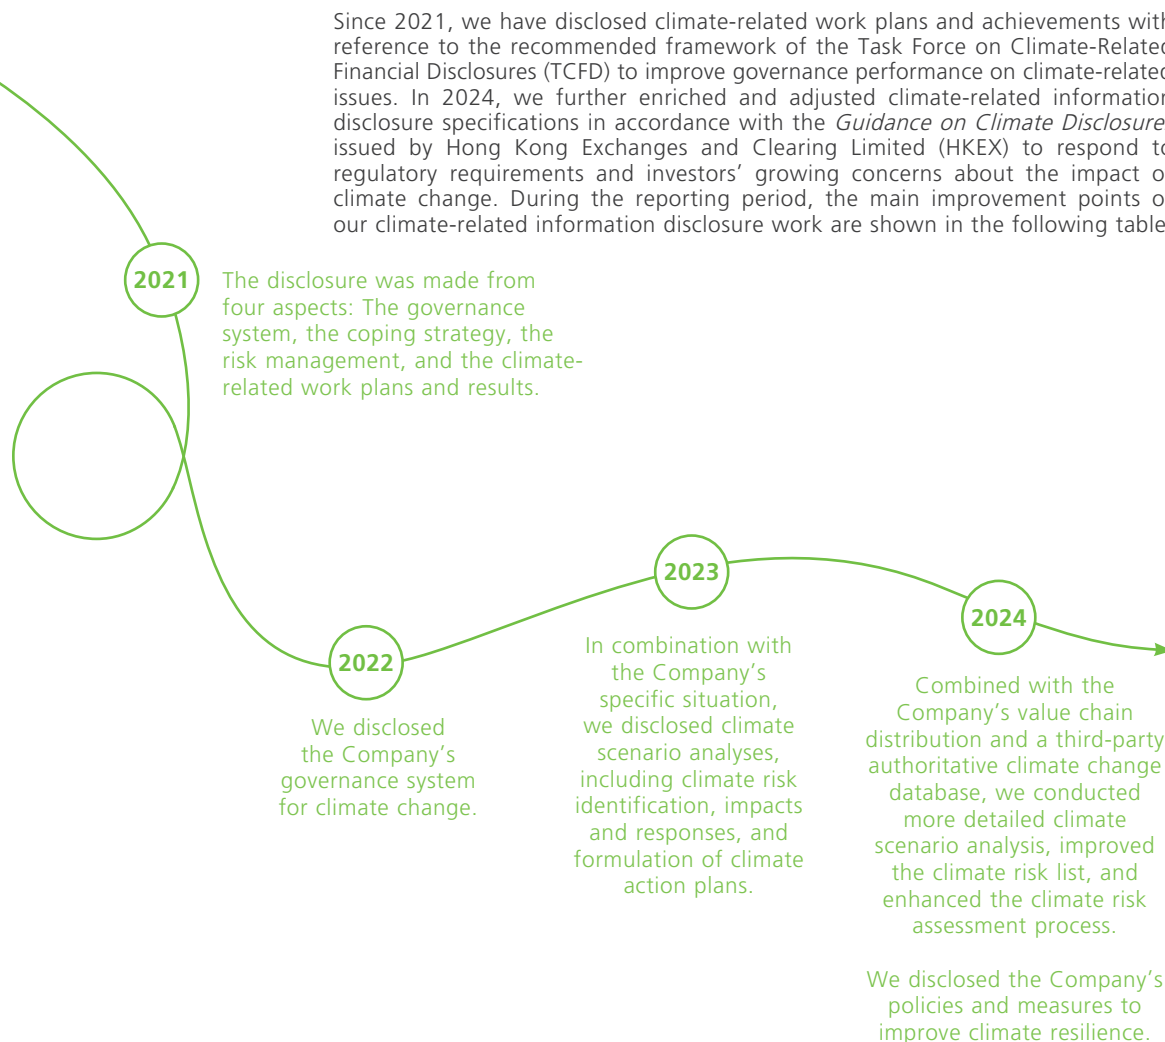 Since 2021, we have disclosed climate-related work plans and achievements with
reference to the recommended framework of the Task Force on Climate-Related
Financial Disclosures (TCFD) to improve governance performance on climate-related
issues. In 2024, we further enriched and adjusted climate-related information
disclosure specifications in accordance with the Guidance on Climate Disclosure
issued by Hong Kong Exchanges and Clearing Limited (HKEX) to respond to
regulatory requirements and investors’ growing concerns about the impact of
climate change. During the reporting period, the main improvement points of
our climate-related information disclosure work are shown in the following table
2021
The disclosure was made from
four aspects: The governance
system, the coping strategy, the
risk management, and the climate-
related work plans and results.
2022
We disclosed
the Company’s
governance system
for climate change.
2023
In combination with
the Company’s
specific situation,
we disclosed climate
scenario analyses,
including climate risk
identification, impacts
and responses, and
formulation of climate
action plans.
2024
Combined with the
Company’s value chain
distribution and a third-party
authoritative climate change
database, we conducted
more detailed climate
scenario analysis, improved
the climate risk list, and
enhanced the climate risk
assessment process.
We disclosed the Company’s
policies and measures to
improve climate resilience.